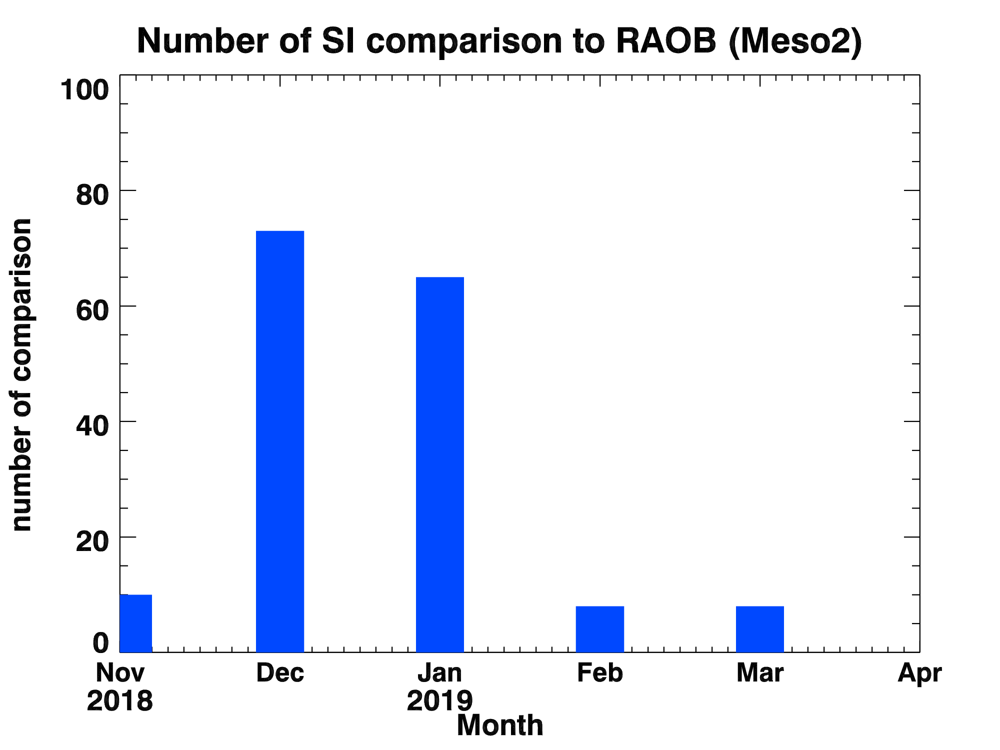 Number of SI comparison to RAOB (Meso2)
100
80
60
40
20
0
number of comparison
Nov Dec Jan Feb Mar Apr
2018 2019
Month